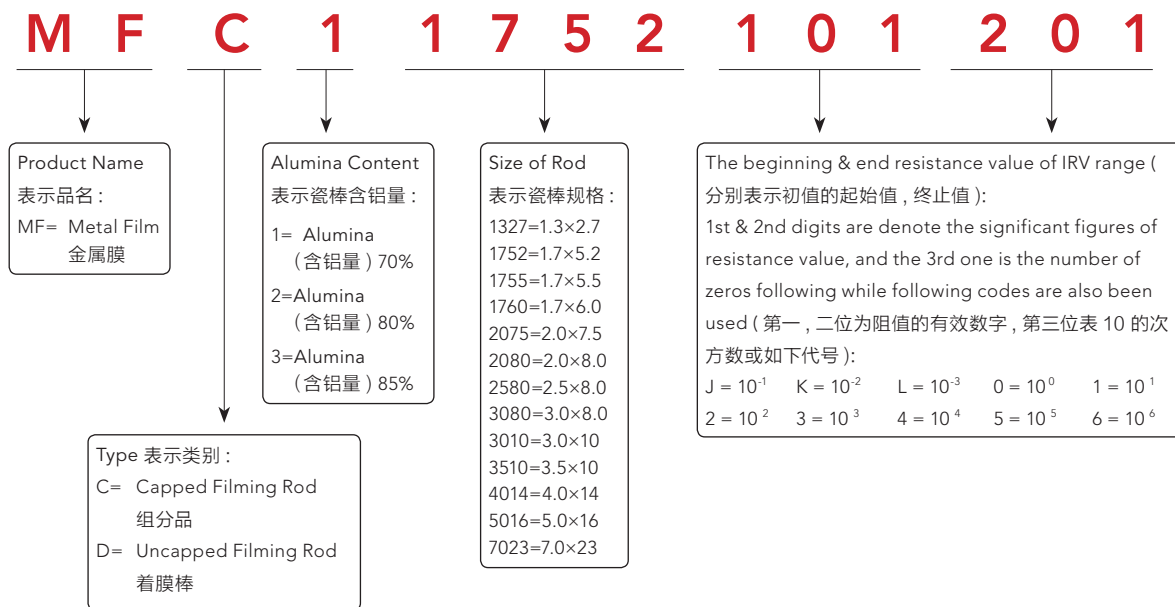 M F C 1 1 7 5 2 1 0 1 2 0 1
Product Name
表示品名 :
MF= Metal Film
金属膜
Type 表示类别 :
C= Capped Filming Rod
组分品
D= Uncapped Filming Rod
着膜棒
Alumina Content
表示瓷棒含铝量 :
1= Alumina
( 含铝量 ) 70%
2=Alumina
( 含铝量 ) 80%
3=Alumina
( 含铝量 ) 85%
Size of Rod
表示瓷棒规格 :
1327=1.3×2.7
1752=1.7×5.2
1755=1.7×5.5
1760=1.7×6.0
2075=2.0×7.5
2080=2.0×8.0
2580=2.5×8.0
3080=3.0×8.0
3010=3.0×10
3510=3.5×10
4014=4.0×14
5016=5.0×16
7023=7.0×23
The beginning & end resistance value of IRV range (
分别表示初值的起始值 , 终止值 ):
1st & 2nd digits are denote the significant figures of
resistance value, and the 3rd one is the number of
zeros following while following codes are also been
used ( 第一 , 二位为阻值的有效数字 , 第三位表 10 的次
方数或如下代号 ):
J = 10⁻¹ K = 10⁻² L = 10⁻³ 0 = 10⁰ 1 = 10¹
2 = 10² 3 = 10³ 4 = 10⁴ 5 = 10⁵ 6 = 10⁶